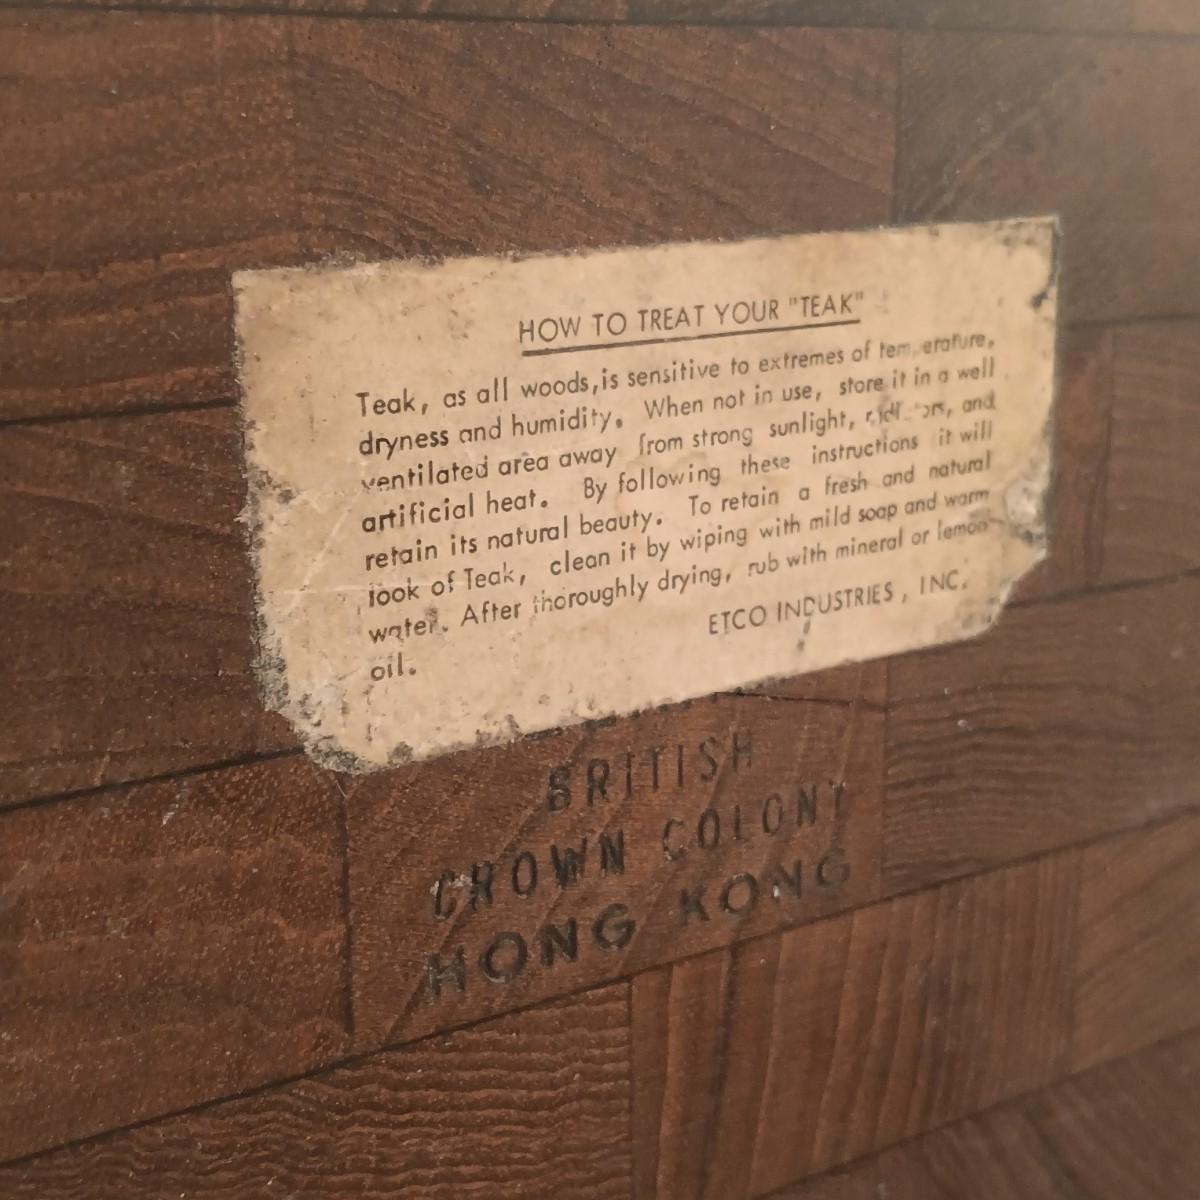 HOW TO TREAT YOUR "TEAK"
Teak, as all woods, is sensitive to extremes of temperature,
dryness and humidity. When not in use, store it in a well
ventilated area away from strong sunlight, radiators, and
artificial heat. By following these instructions it will
retain its natural beauty. To retain a fresh and natural
look of Teak, clean it by wiping with mild soap and warm
water. After thoroughly drying, rub with mineral or lemon
oil.
ETCO INDUSTRIES, INC.
BRITISH
CROWN COLONY
HONG KONG